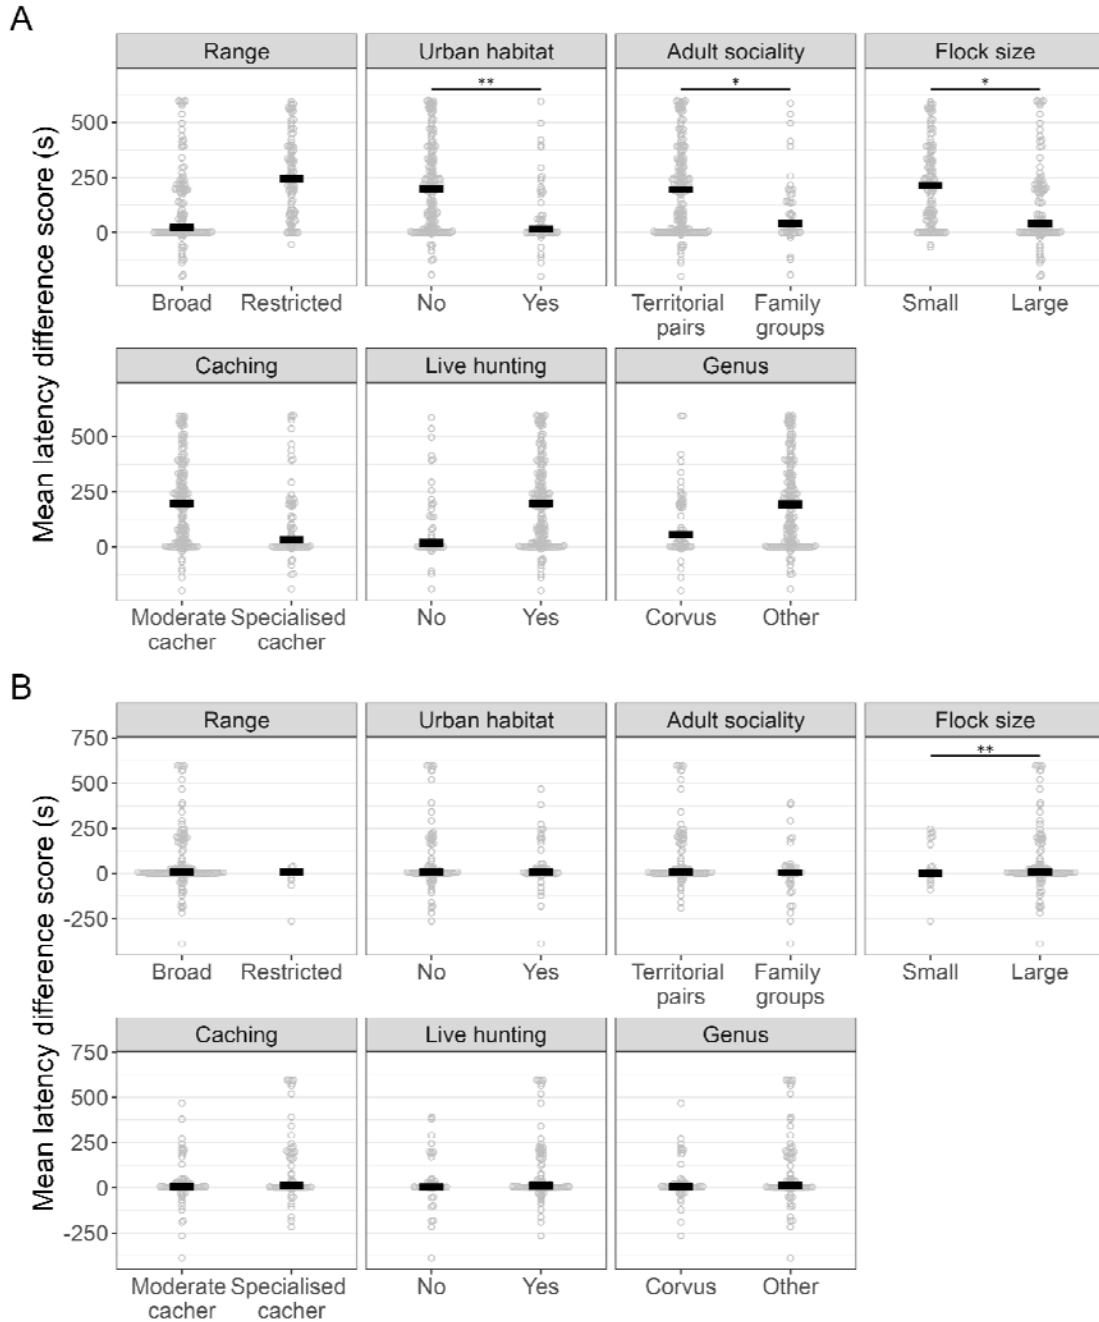 A
Range Urban habitat Adult sociality Flock size
** * *
Mean latency difference score (s)
500
250
0
Broad Restricted No Yes Territorial pairs Family groups Small Large
Caching Live hunting Genus
500
250
0
Moderate cacher Specialised cacher No Yes Corvus Other
B
Range Urban habitat Adult sociality Flock size
**
Mean latency difference score (s)
750
500
250
0
-250
Broad Restricted No Yes Territorial pairs Family groups Small Large
Caching Live hunting Genus
750
500
250
0
-250
Moderate cacher Specialised cacher No Yes Corvus Other